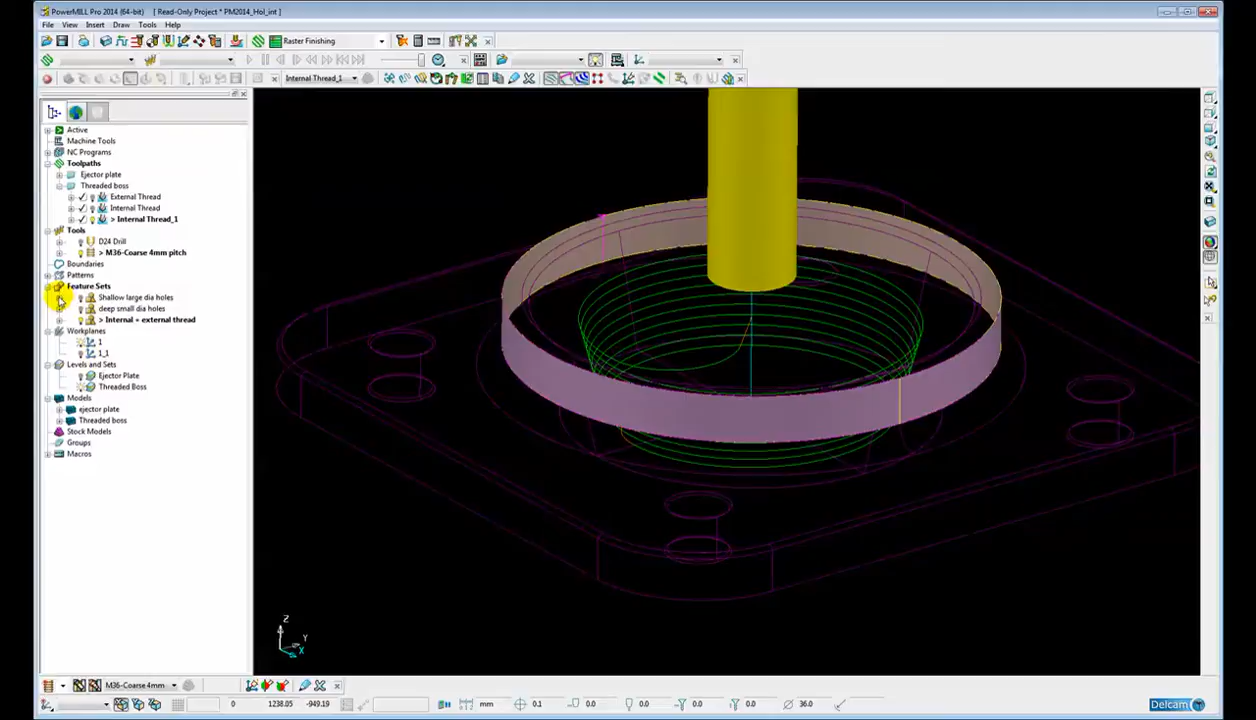 PowerMILL Pro 2014 (64-bit) - [ Read-Only Project * PM2014_Hol_int ]
File View Insert Draw Tools Help
Raster Finishing
Internal Thread_1
Active
Machine Tools
NC Programs
Toolpaths
Ejector plate
Threaded boss
External Thread
Internal Thread
> Internal Thread_1
Tools
D24 Drill
> M36-Coarse 4mm pitch
Boundaries
Patterns
Feature Sets
Shallow large dia holes
deep small dia holes
> Internal + external thread
Workplanes
1
1_1
Levels and Sets
Ejector Plate
Threaded Boss
Models
ejector plate
Threaded boss
Stock Models
Groups
Macros
Z
Y
X
M36-Coarse 4mm
0 1238.05 -949.19 mm 0.1 0.0 0.0 0.0 0.0 36.0
Delcam